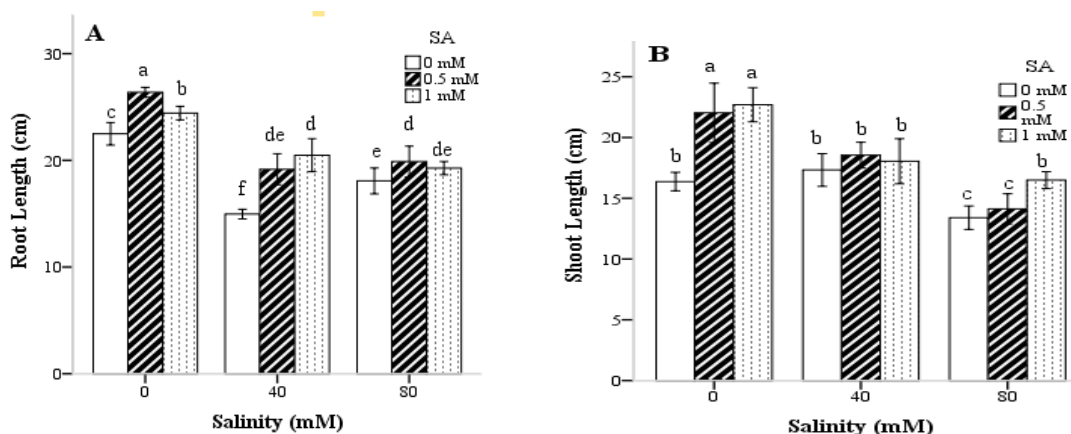 A
SA
0 mM
0.5 mM
1 mM
30
20
10
0
Root Length (cm)
c
a
b
f
de
d
e
d
de
0
40
80
Salinity (mM)
B
SA
0 mM
0.5
mM
1 mM
25
20
15
10
5
0
Shoot Length (cm)
b
a
a
b
b
b
c
c
b
0
40
80
Salinity (mM)